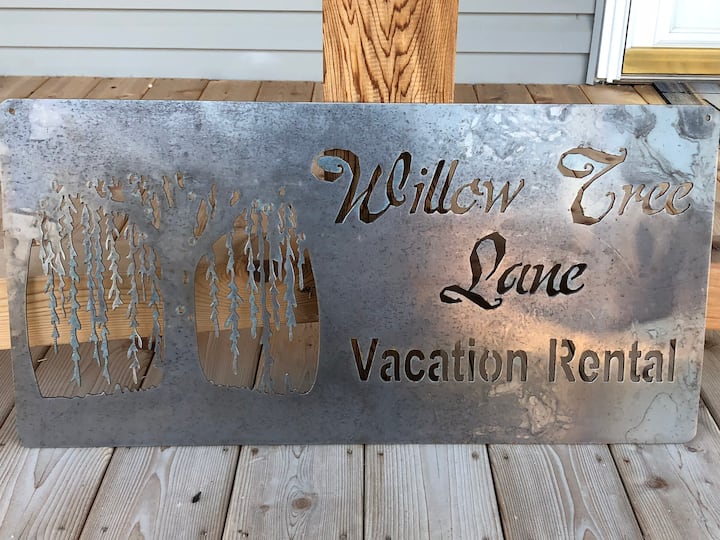 Willow Tree
Lane
Vacation Rental